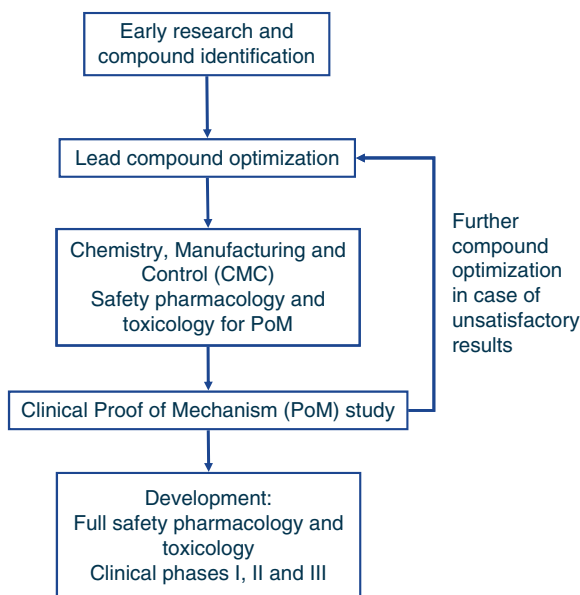 Early research and
compound identification
Lead compound optimization
Chemistry, Manufacturing and
Control (CMC)
Safety pharmacology and
toxicology for PoM
Further
compound
optimization
in case of
unsatisfactory
results
Clinical Proof of Mechanism (PoM) study
Development:
Full safety pharmacology and
toxicology
Clinical phases I, II and III